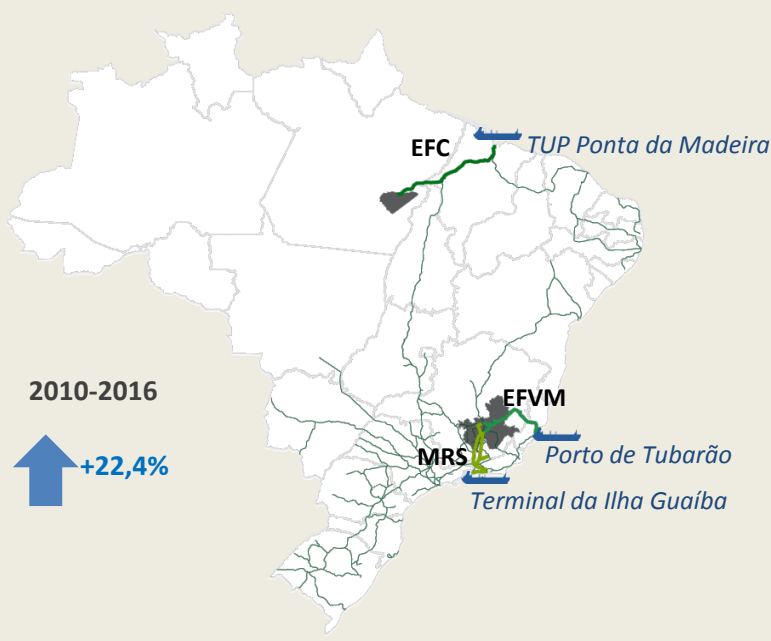 EFC
TUP Ponta da Madeira
2010-2016
+22,4%
EFVM
Porto de Tubarão
MRS
Terminal da Ilha Guaíba